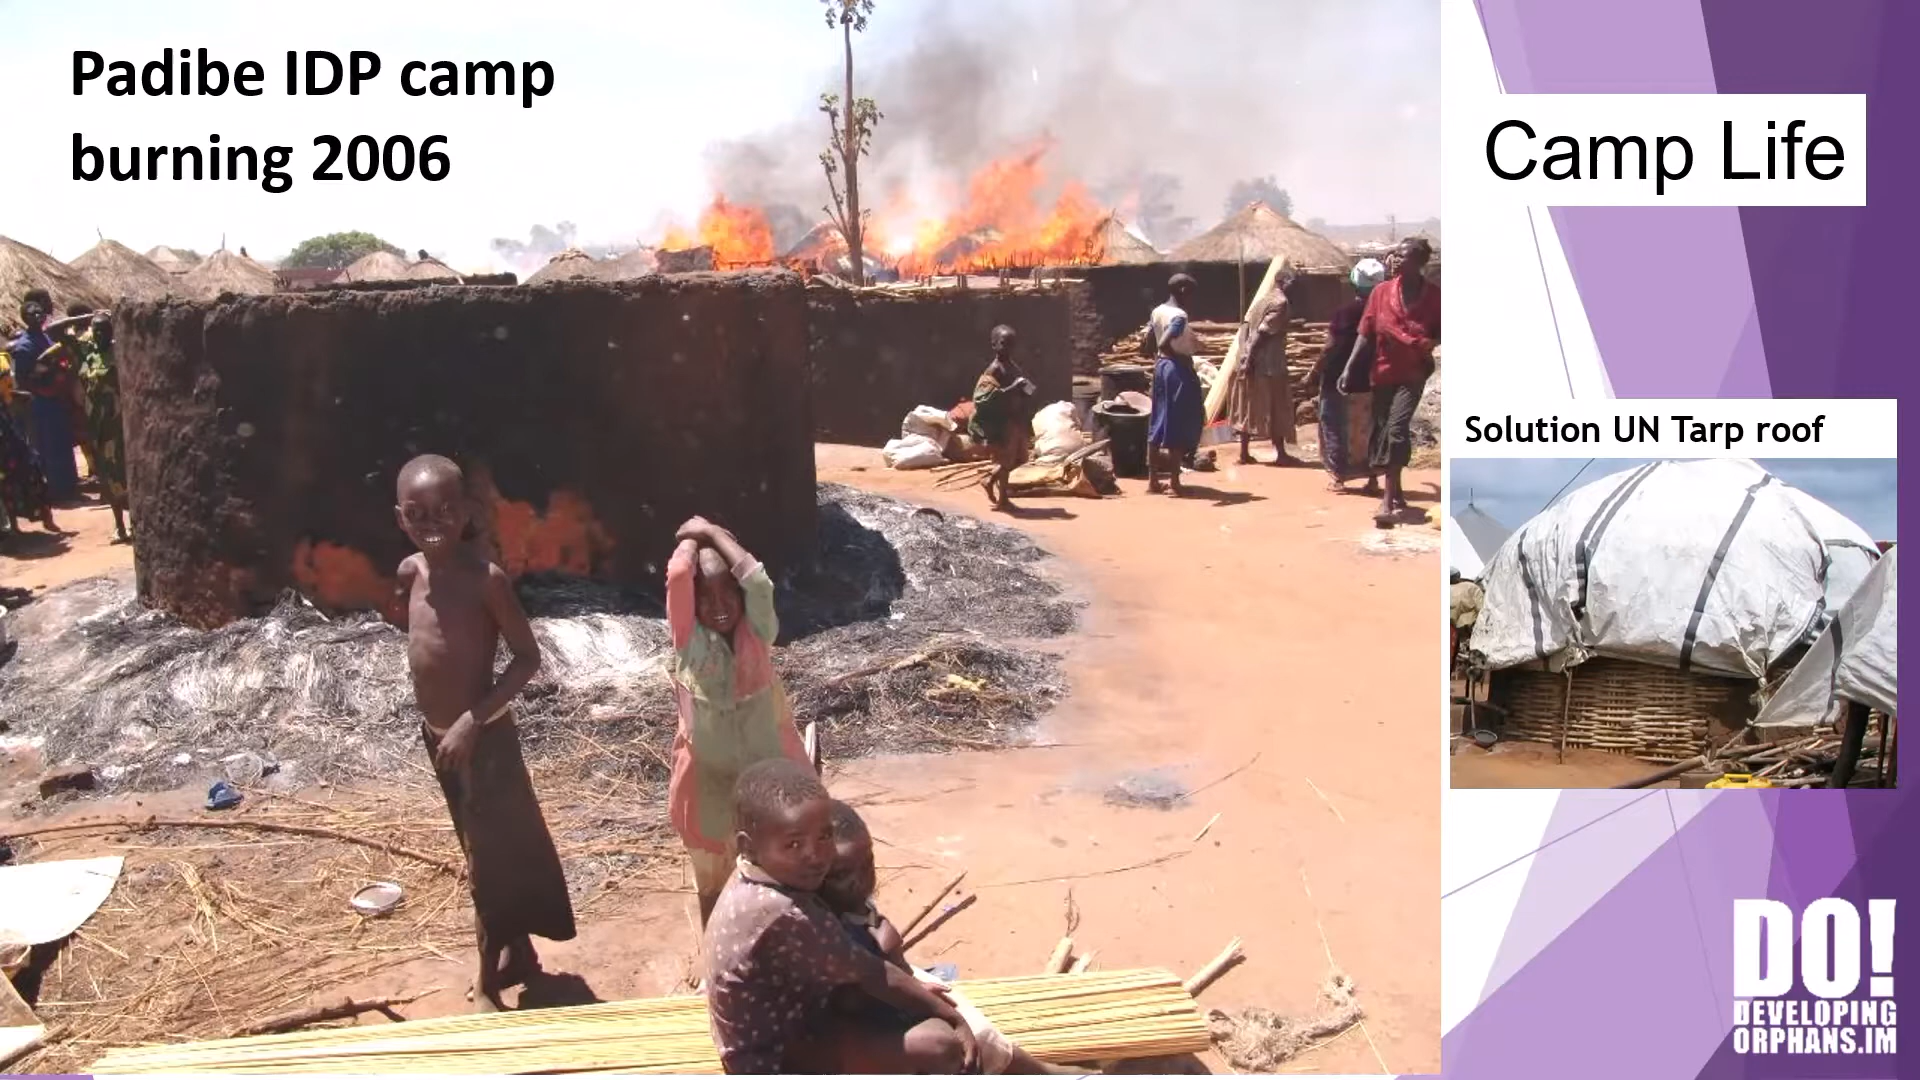 Padibe IDP camp
burning 2006
Camp Life
Solution UN Tarp roof
DO!
DEVELOPING
ORPHANS.IM